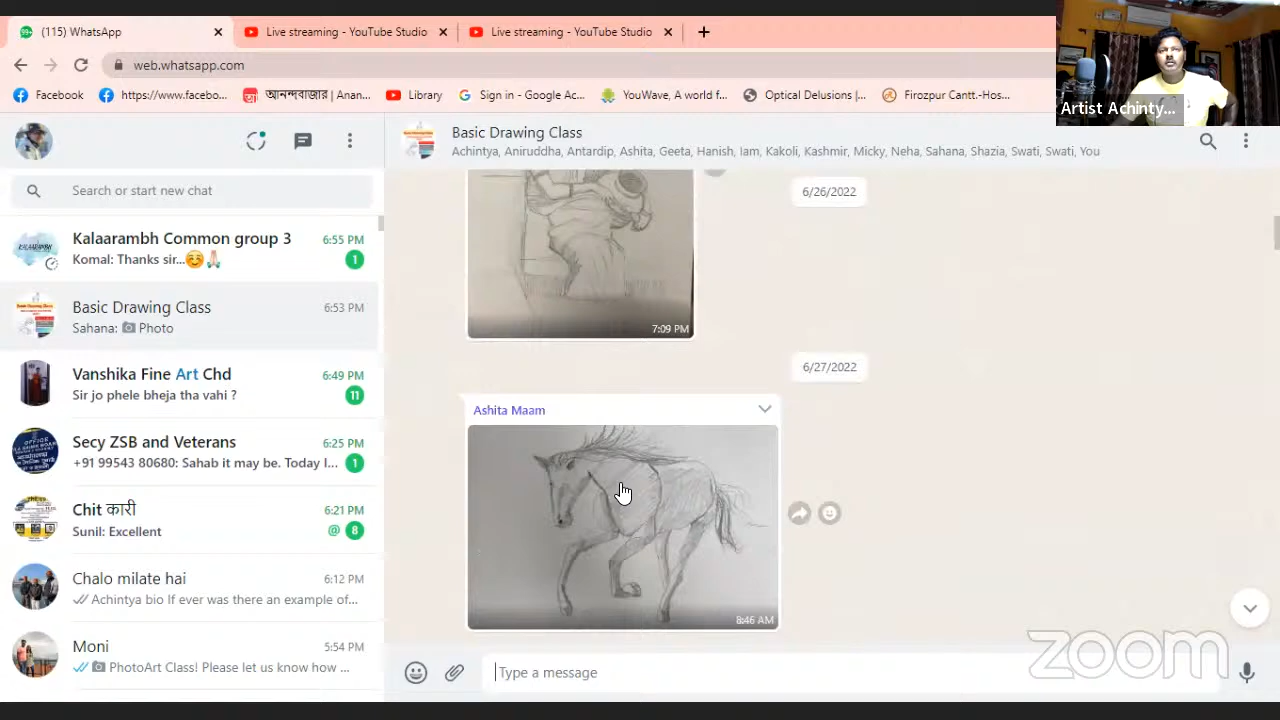 (115) WhatsApp
Live streaming - YouTube Studio
Live streaming - YouTube Studio
web.whatsapp.com
Facebook
https://www.facebo...
আনন্দবাজার | Anan...
Library
Sign in - Google Ac...
YouWave, A world f...
Optical Delusions |...
Firozpur Cantt.-Hos...
Artist Achinty...
Basic Drawing Class
Achintya, Aniruddha, Antardip, Ashita, Geeta, Hanish, Iam, Kakoli, Kashmir, Micky, Neha, Sahana, Shazia, Swati, Swati, You
Search or start new chat
Kalaarambh Common group 3
6:55 PM
Komal: Thanks sir...☺️🙏🏻
1
Basic Drawing Class
6:53 PM
Sahana: 📷 Photo
Vanshika Fine Art Chd
6:49 PM
Sir jo phele bheja tha vahi ?
11
Secy ZSB and Veterans
6:25 PM
+91 99543 80680: Sahab it may be. Today I...
1
Chit कारी
6:21 PM
Sunil: Excellent
@ 8
Chalo milate hai
6:12 PM
Achintya bio If ever was there an example of...
Moni
5:54 PM
PhotoArt Class! Please let us know how ...
6/26/2022
7:09 PM
6/27/2022
Ashita Maam
8:46 AM
Type a message
zoom